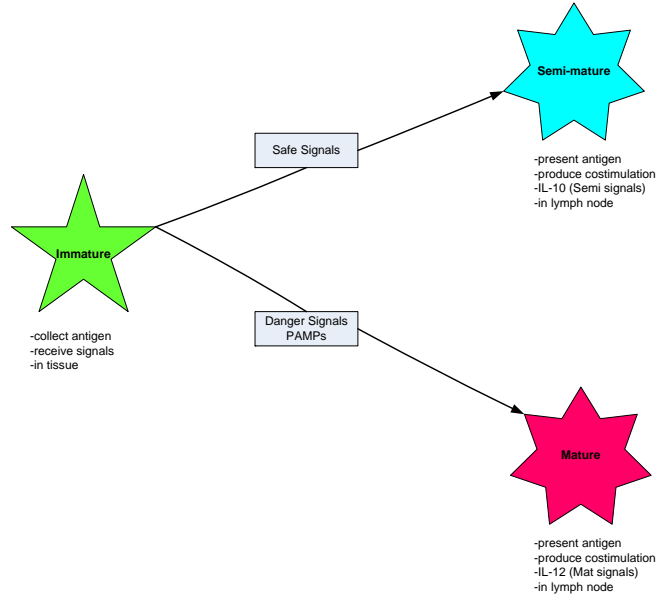 Semi-mature
-present antigen
-produce costimulation
-IL-10 (Semi signals)
-in lymph node
Safe Signals
Immature
-collect antigen
-receive signals
-in tissue
Danger Signals
PAMPs
Mature
-present antigen
-produce costimulation
-IL-12 (Mat signals)
-in lymph node